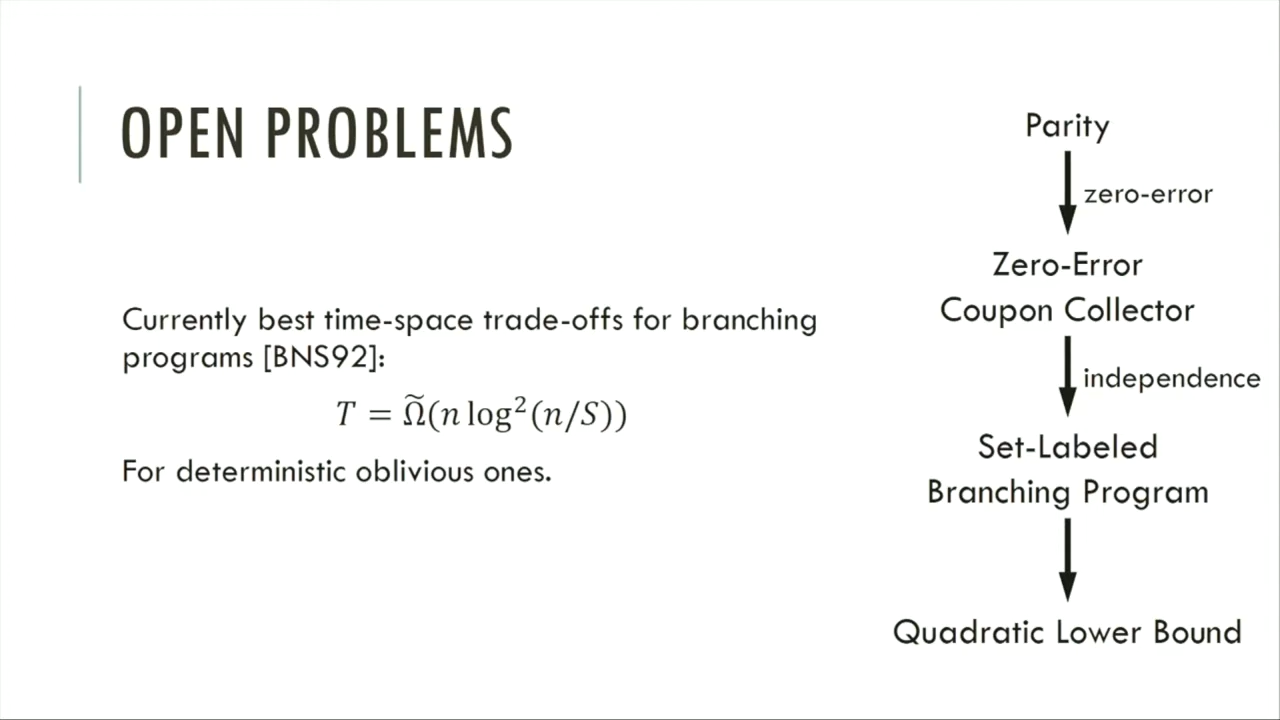 OPEN PROBLEMS
Currently best time-space trade-offs for branching
programs [BNS92]:
T = Ω̃(n log²(n/S))
For deterministic oblivious ones.
Parity
zero-error
Zero-Error
Coupon Collector
independence
Set-Labeled
Branching Program
Quadratic Lower Bound